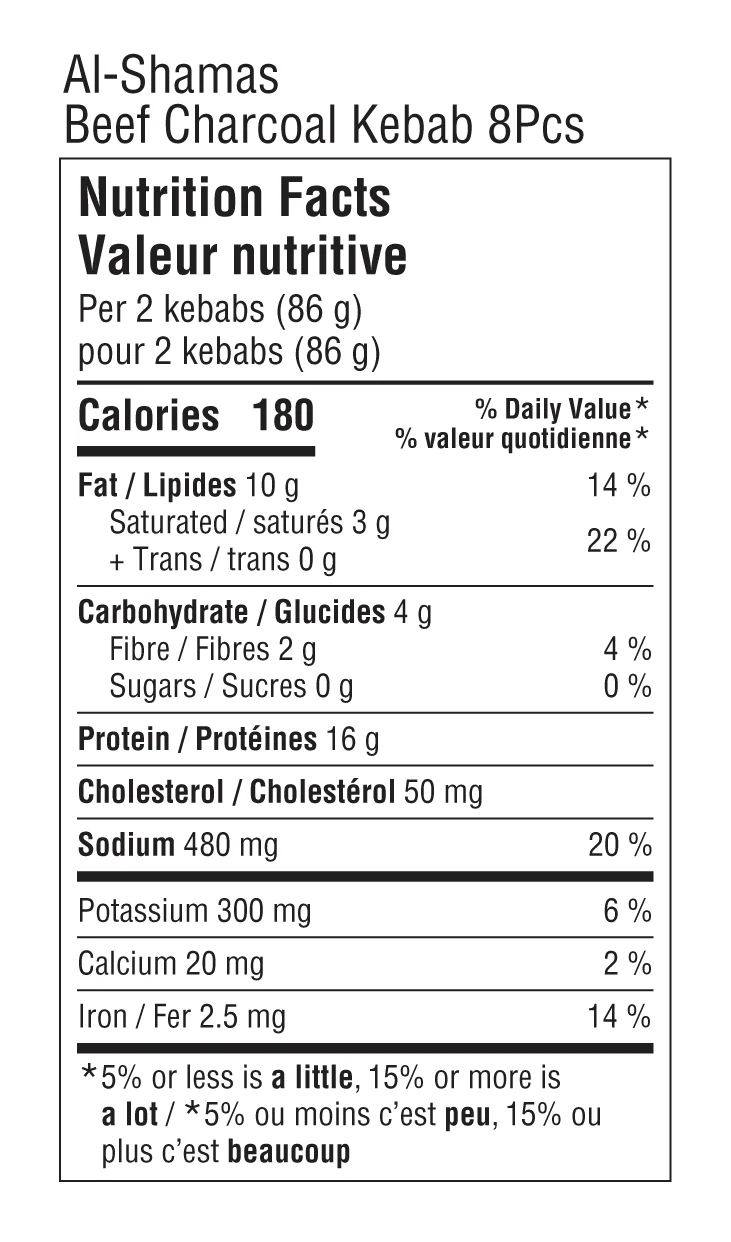 Al-Shamas
Beef Charcoal Kebab 8Pcs
Nutrition Facts
Valeur nutritive
Per 2 kebabs (86 g)
pour 2 kebabs (86 g)
Calories 180
% Daily Value*
% valeur quotidienne*
Fat / Lipides 10 g 14 %
Saturated / saturés 3 g
+ Trans / trans 0 g 22 %
Carbohydrate / Glucides 4 g
Fibre / Fibres 2 g 4 %
Sugars / Sucres 0 g 0 %
Protein / Protéines 16 g
Cholesterol / Cholestérol 50 mg
Sodium 480 mg 20 %
Potassium 300 mg 6 %
Calcium 20 mg 2 %
Iron / Fer 2.5 mg 14 %
*5% or less is a little, 15% or more is
a lot / *5% ou moins c’est peu, 15% ou
plus c’est beaucoup